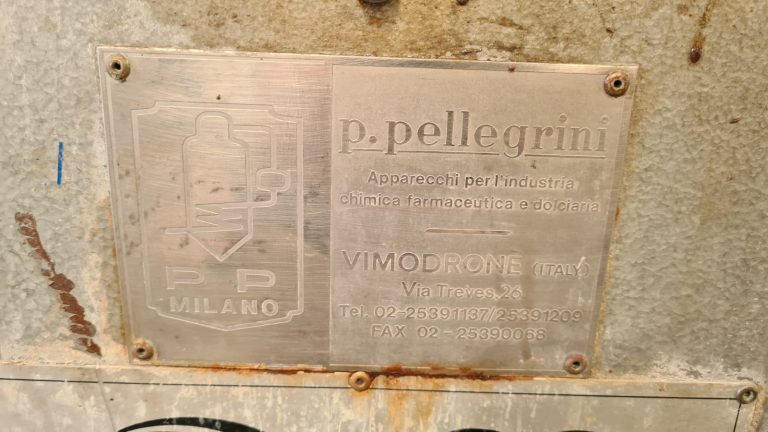 P P
MILANO
p.pellegrini
Apparecchi per l'industria
chimica farmaceutica e dolciaria
VIMODRONE (ITALY)
Via Treves, 26
Tel. 02-25391137/25391209
FAX 02-25390068